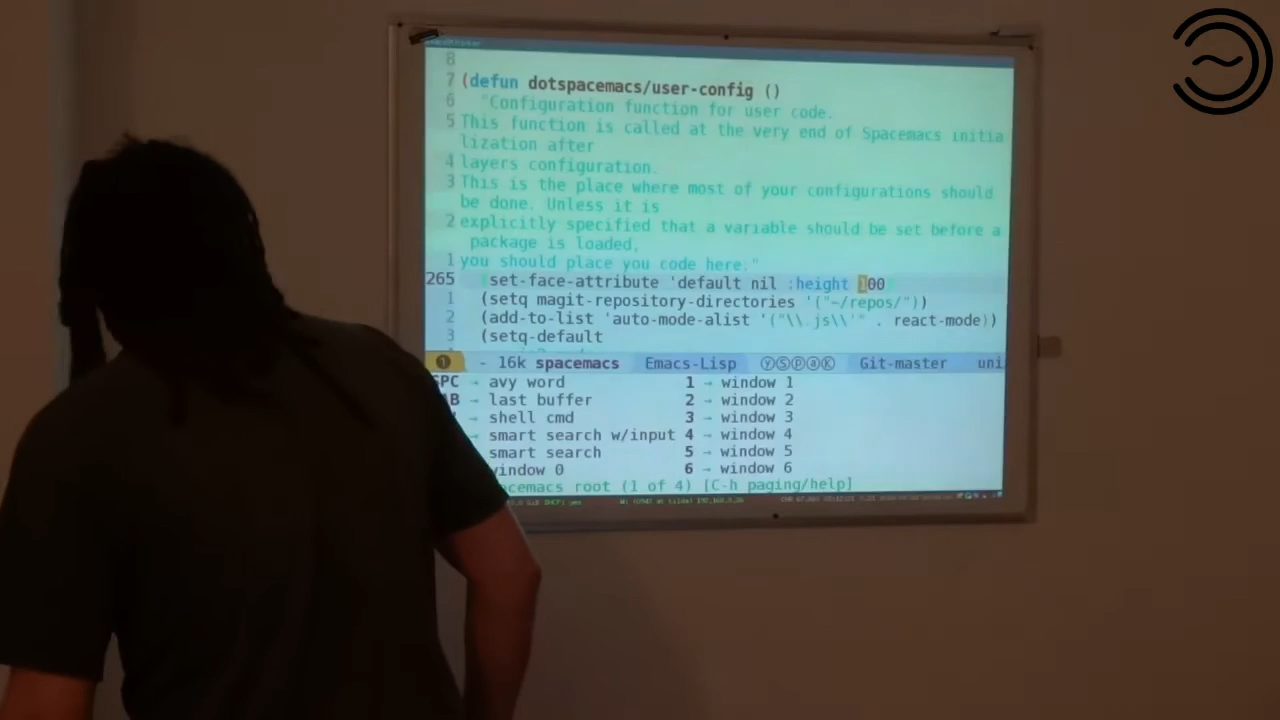 8
7 (defun dotspacemacs/user-config ()
6 "Configuration function for user code.
5 This function is called at the very end of Spacemacs initia
lization after
4 layers configuration.
3 This is the place where most of your configurations should
be done. Unless it is
2 explicitly specified that a variable should be set before a
package is loaded,
1 you should place you code here."
265 (set-face-attribute 'default nil :height 100
1 (setq magit-repository-directories '("~/repos/"))
2 (add-to-list 'auto-mode-alist '("\\.js\\'" . react-mode))
3 (setq-default
1 - 16k spacemacs Emacs-Lisp ⓨⓈⓟⓐⓀ Git-master uni
SPC → avy word 1 → window 1
AB → last buffer 2 → window 2
→ shell cmd 3 → window 3
→ smart search w/input 4 → window 4
smart search 5 → window 5
window 0 6 → window 6
acemacs root (1 of 4) [C-h paging/help]